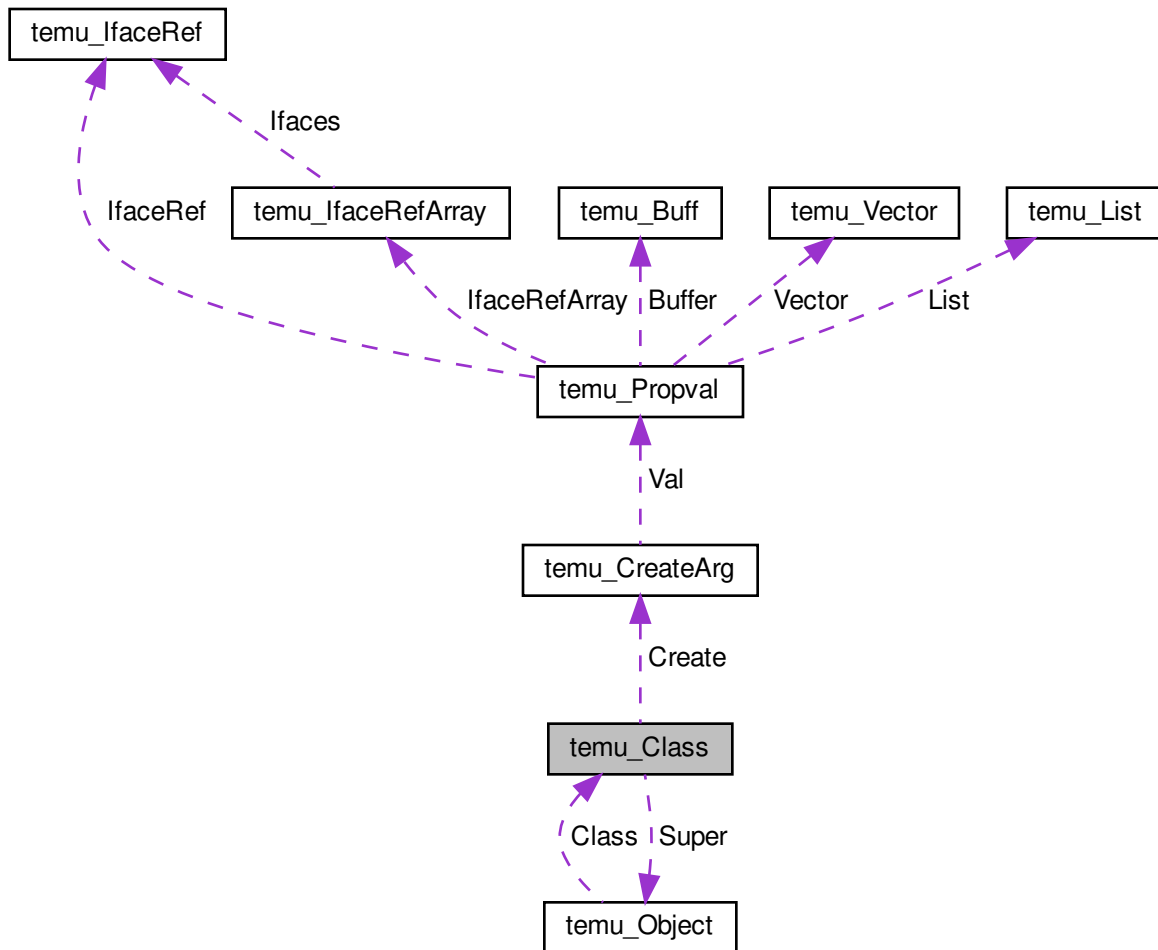 temu_IfaceRef
Ifaces
IfaceRef
temu_IfaceRefArray
temu_Buff
temu_Vector
temu_List
IfaceRefArray
Buffer
Vector
List
temu_Propval
Val
temu_CreateArg
Create
temu_Class
Class
Super
temu_Object